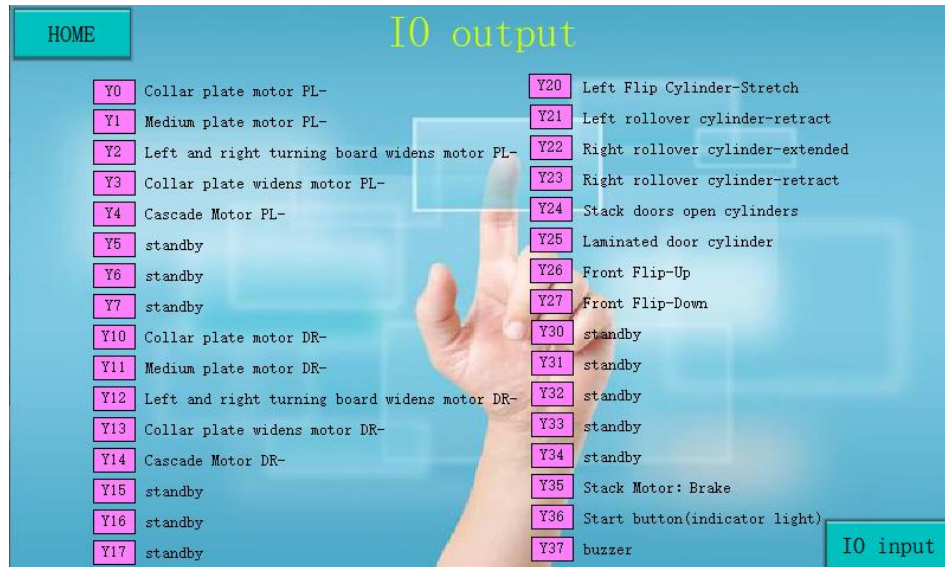 HOME
IO output
Y0 Collar plate motor PL-
Y1 Medium plate motor PL-
Y2 Left and right turning board widens motor PL-
Y3 Collar plate widens motor PL-
Y4 Cascade Motor PL-
Y5 standby
Y6 standby
Y7 standby
Y10 Collar plate motor DR-
Y11 Medium plate motor DR-
Y12 Left and right turning board widens motor DR-
Y13 Collar plate widens motor DR-
Y14 Cascade Motor DR-
Y15 standby
Y16 standby
Y17 standby
Y20 Left Flip Cylinder-Stretch
Y21 Left rollover cylinder-retract
Y22 Right rollover cylinder-extended
Y23 Right rollover cylinder-retract
Y24 Stack doors open cylinders
Y25 Laminated door cylinder
Y26 Front Flip-Up
Y27 Front Flip-Down
Y30 standby
Y31 standby
Y32 standby
Y33 standby
Y34 standby
Y35 Stack Motor: Brake
Y36 Start button(indicator light)
Y37 buzzer
IO input